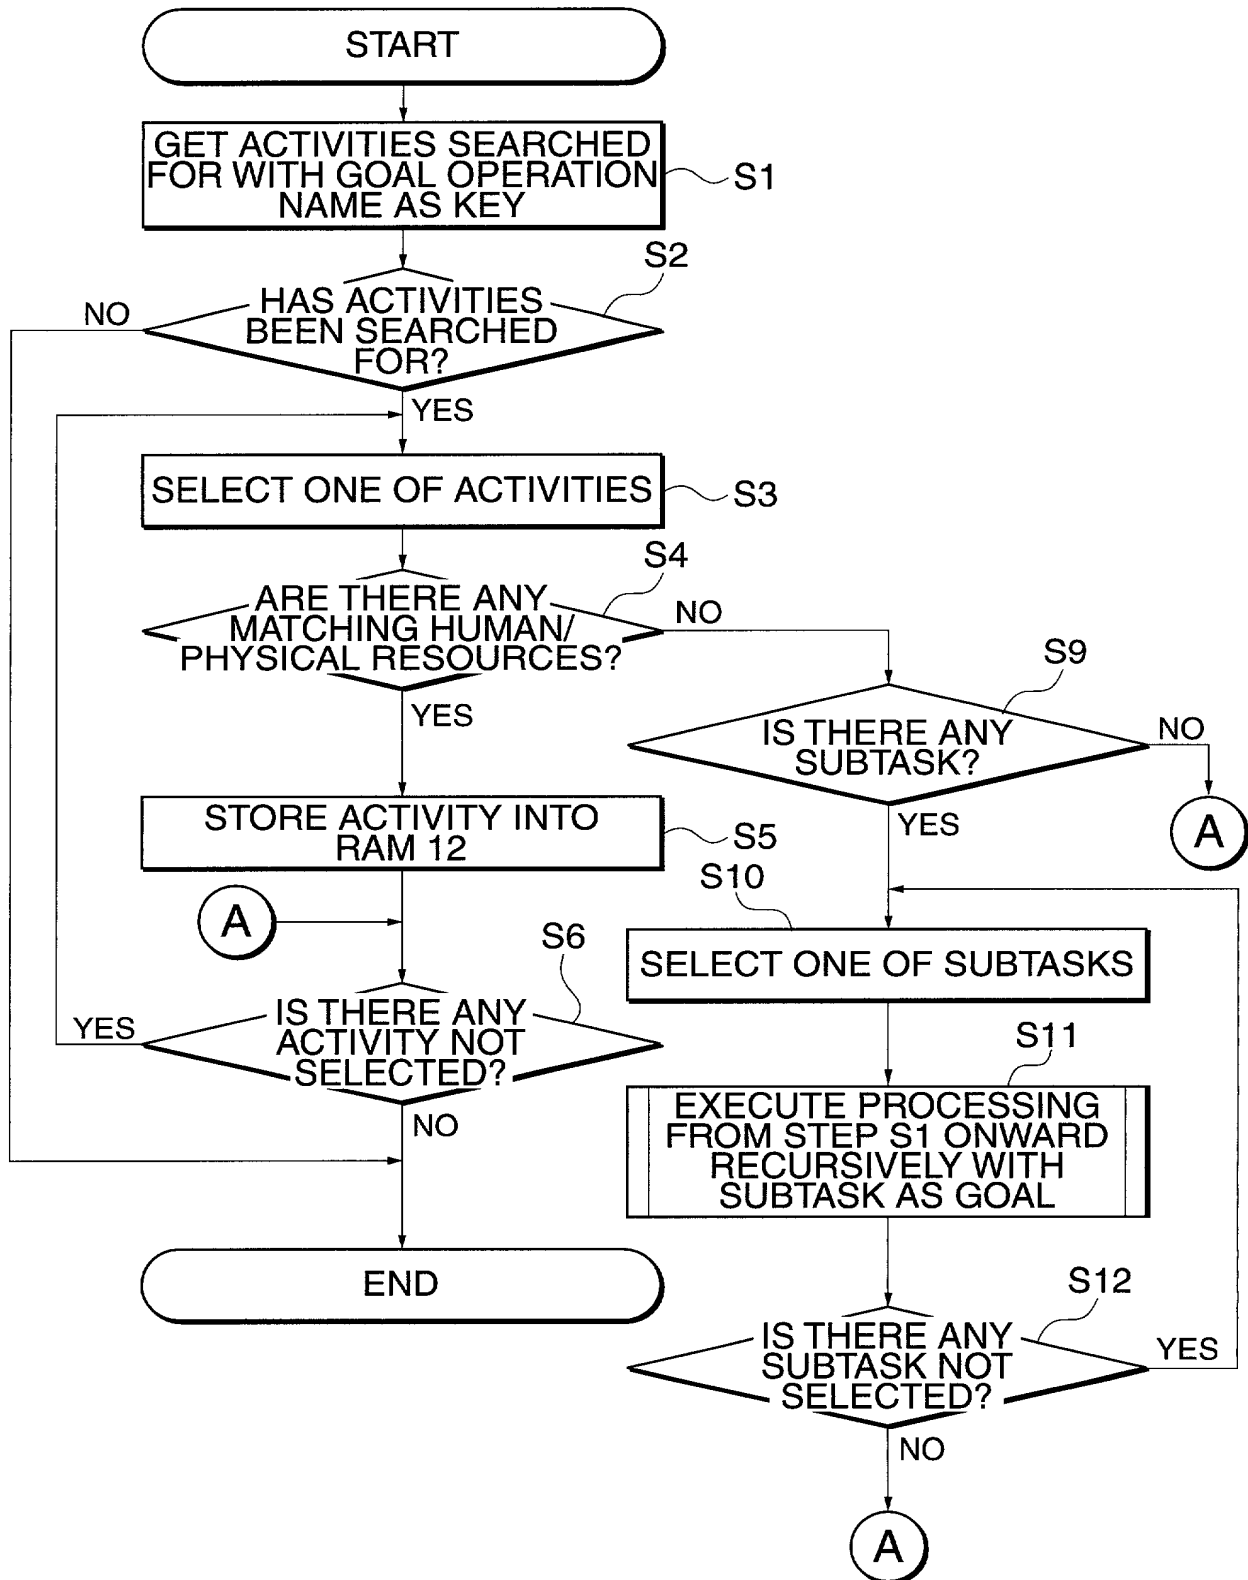 START
GET ACTIVITIES SEARCHED
FOR WITH GOAL OPERATION
NAME AS KEY
S1
S2
HAS ACTIVITIES
BEEN SEARCHED
FOR?
NO
YES
SELECT ONE OF ACTIVITIES
S3
S4
ARE THERE ANY
MATCHING HUMAN/
PHYSICAL RESOURCES?
NO
YES
S9
IS THERE ANY
SUBTASK?
NO
YES
A
STORE ACTIVITY INTO
RAM 12
S5
A
S6
IS THERE ANY
ACTIVITY NOT
SELECTED?
YES
NO
END
S10
SELECT ONE OF SUBTASKS
S11
EXECUTE PROCESSING
FROM STEP S1 ONWARD
RECURSIVELY WITH
SUBTASK AS GOAL
S12
IS THERE ANY
SUBTASK NOT
SELECTED?
YES
NO
A